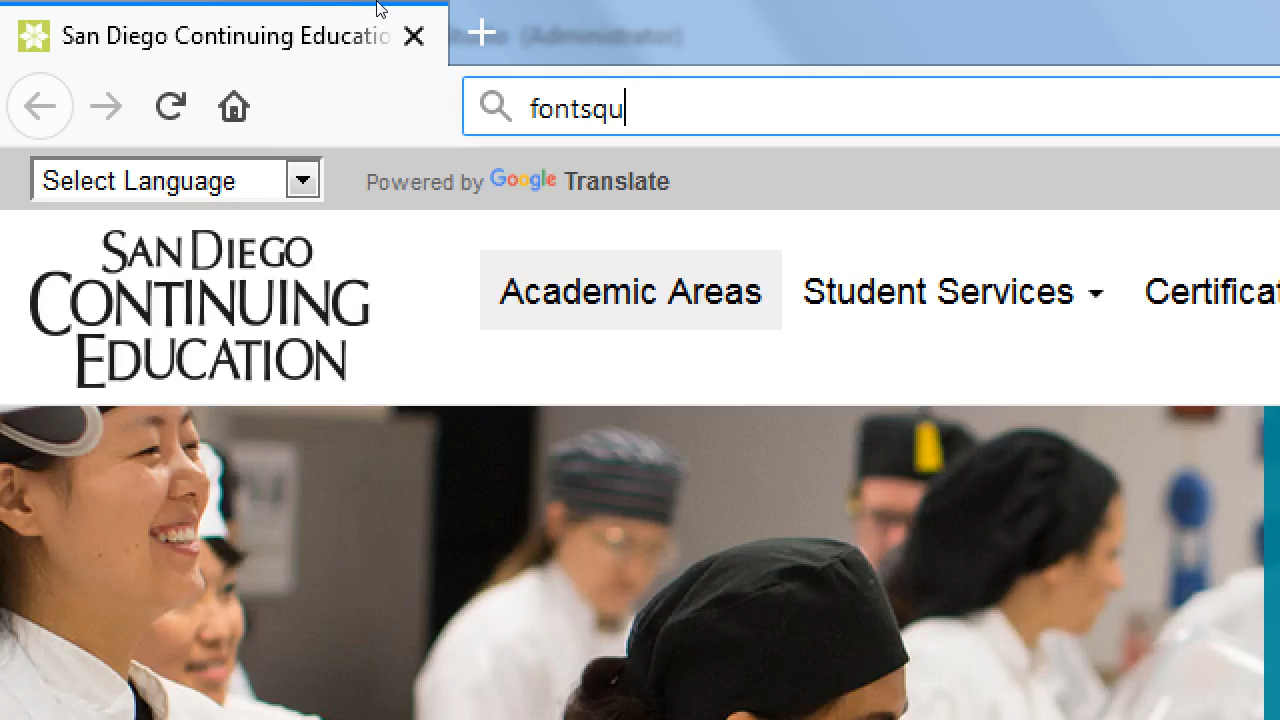 San Diego Continuing Educatio
(Administrator)
fontsqu
Select Language
Powered by Google Translate
SAN DIEGO
CONTINUING
EDUCATION
Academic Areas
Student Services
Certificat